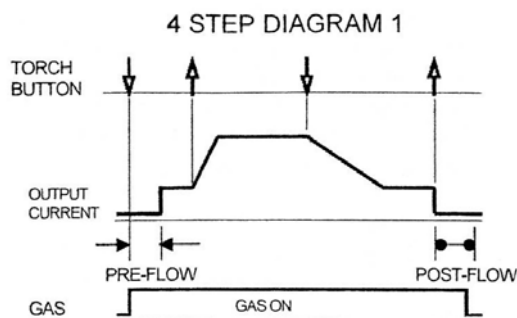 4 STEP DIAGRAM 1
TORCH
BUTTON
OUTPUT
CURRENT
PRE-FLOW
POST-FLOW
GAS
GAS ON